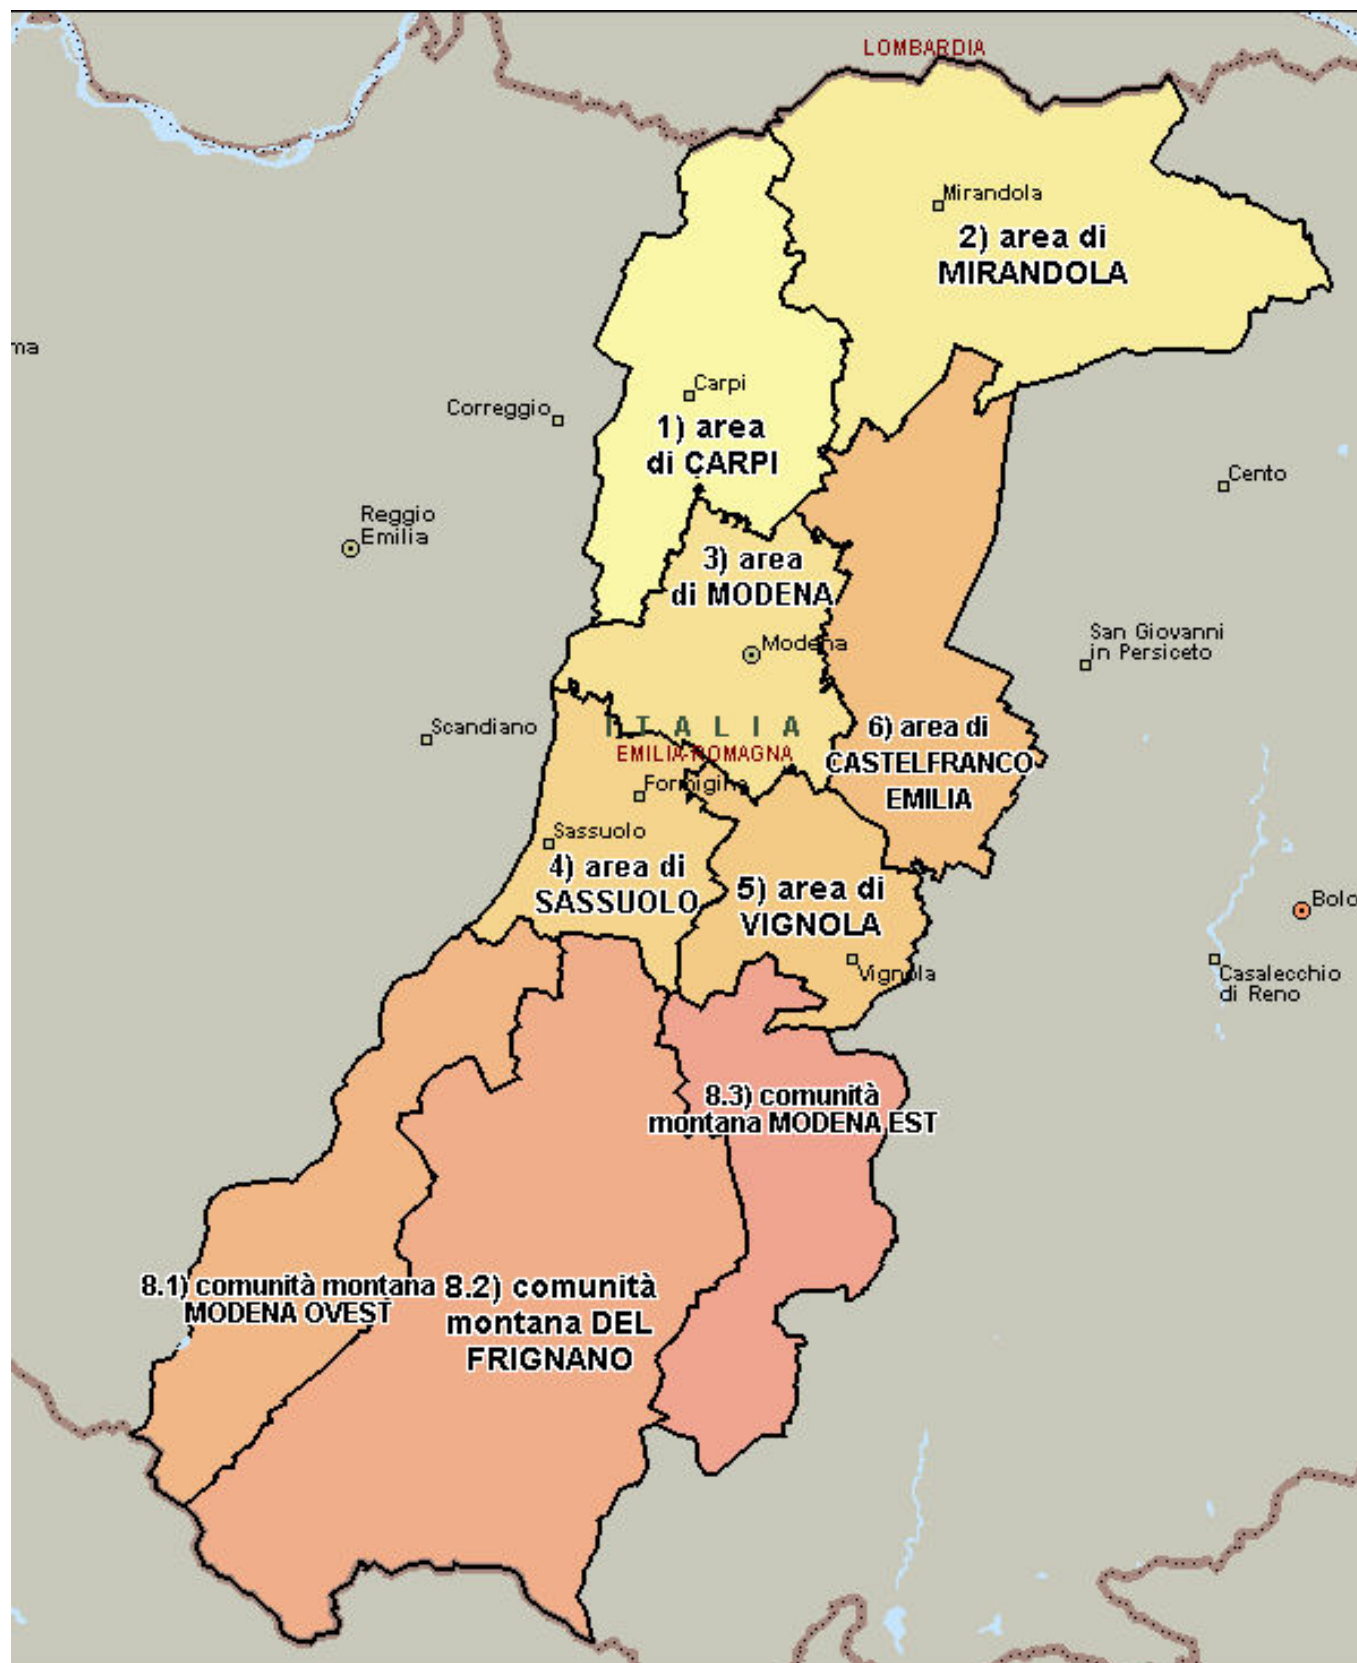 LOMBARDIA
Mirandola
2) area di
MIRANDOLA
ma
Carpi
Correggio
1) area
di CARPI
Cento
Reggio
Emilia
3) area
di MODENA
Modena
San Giovanni
in Persiceto
Scandiano
ITALIA
6) area di
CASTELFRANCO
EMILIA
EMILIA-ROMAGNA
Formigine
Sassuolo
4) area di
SASSUOLO
5) area di
VIGNOLA
Bolo
Vignola
Casalecchio
di Reno
8.3) comunità
montana MODENA EST
8.1) comunità montana
MODENA OVEST
8.2) comunità
montana DEL
FRIGNANO